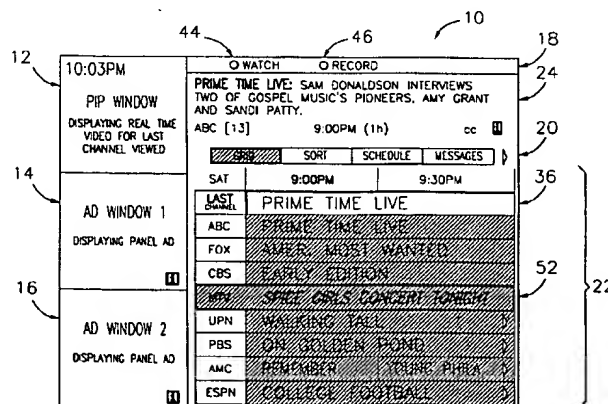 10
44
46
12
18
10:03PM
WATCH
RECORD
24
PRIME TIME LIVE: SAM DONALDSON INTERVIEWS
TWO OF GOSPEL MUSIC'S PIONEERS, AMY GRANT
AND SANDI PATTY.
PIP WINDOW
DISPLAYING REAL TIME
VIDEO FOR LAST
CHANNEL VIEWED
ABC [13]
9:00PM (1h)
cc
20
GRID
SORT
SCHEDULE
MESSAGES
14
SAT
9:00PM
9:30PM
36
LAST
CHANNEL
PRIME TIME LIVE
AD WINDOW 1
DISPLAYING PANEL AD
ABC
PRIME TIME LIVE
FOX
AMER. MOST WANTED
CBS
EARLY EDITION
52
16
MTV
SPICE GIRLS CONCERT TONIGHT
22
AD WINDOW 2
DISPLAYING PANEL AD
UPN
WALKING TALL
PBS
ON GOLDEN POND
AMC
REMEMBER
YOUNG PHILA.
ESPN
COLLEGE FOOTBALL